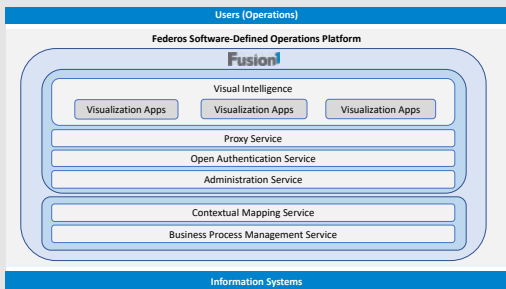 Users (Operations)
Federos Software-Defined Operations Platform
Fusion1
Visual Intelligence
Visualization Apps Visualization Apps Visualization Apps
Proxy Service
Open Authentication Service
Administration Service
Contextual Mapping Service
Business Process Management Service
Information Systems